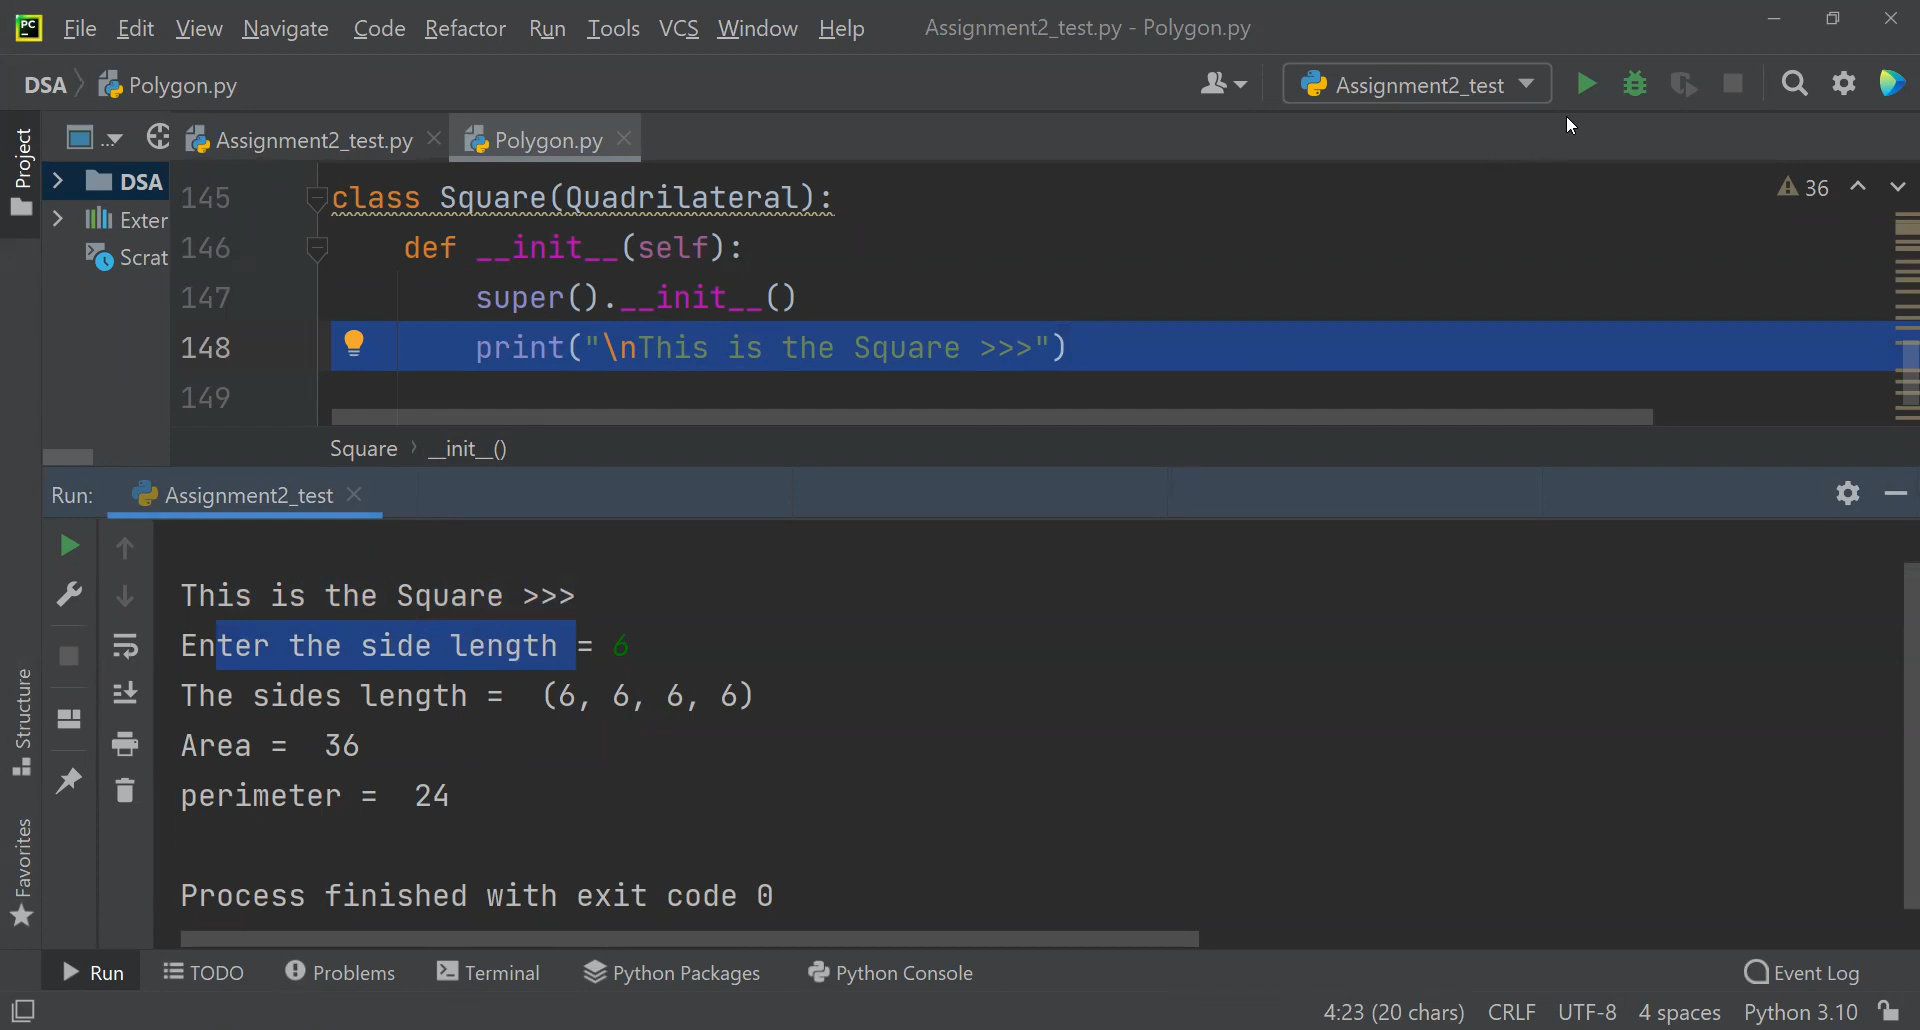 PC File Edit View Navigate Code Refactor Run Tools VCS Window Help Assignment2_test.py - Polygon.py
DSA Polygon.py Assignment2_test
Project ... Assignment2_test.py Polygon.py
DSA
Exter
Scrat
36
145 class Square(Quadrilateral):
146 def __init__(self):
147 super().__init__()
148 print("\nThis is the Square >>>")
149
Square › __init__()
Run: Assignment2_test
This is the Square >>>
Enter the side length = 6
The sides length =  (6, 6, 6, 6)
Area =  36
perimeter =  24
Process finished with exit code 0
Structure
Favorites
Run TODO Problems Terminal Python Packages Python Console Event Log
4:23 (20 chars) CRLF UTF-8 4 spaces Python 3.10